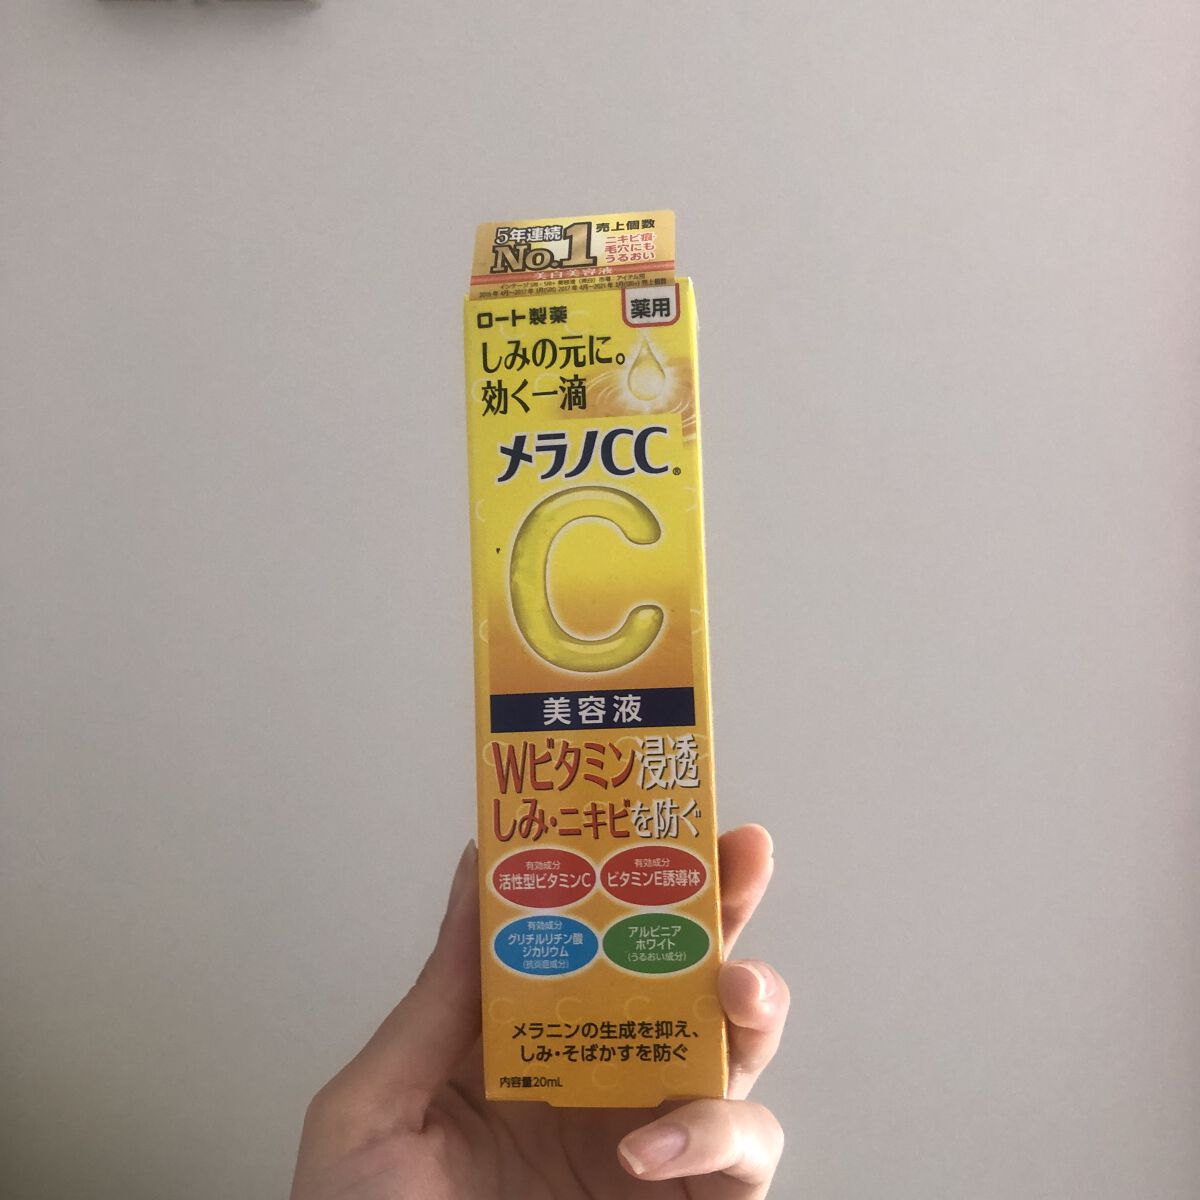 5年連続
No.1
売上個数
ニキビ痕・
毛穴にも
うるおい
美白美容液
ロート製薬
薬用
しみの元に。
効く一滴
メラノCC®
C
美容液
Wビタミン浸透
しみ・ニキビを防ぐ
有効成分
活性型ビタミンC
有効成分
ビタミンE誘導体
有効成分
グリチルリチン酸
ジカリウム
(抗炎症成分)
アルピニア
ホワイト
(うるおい成分)
メラニンの生成を抑え、
しみ・そばかすを防ぐ
内容量20mL